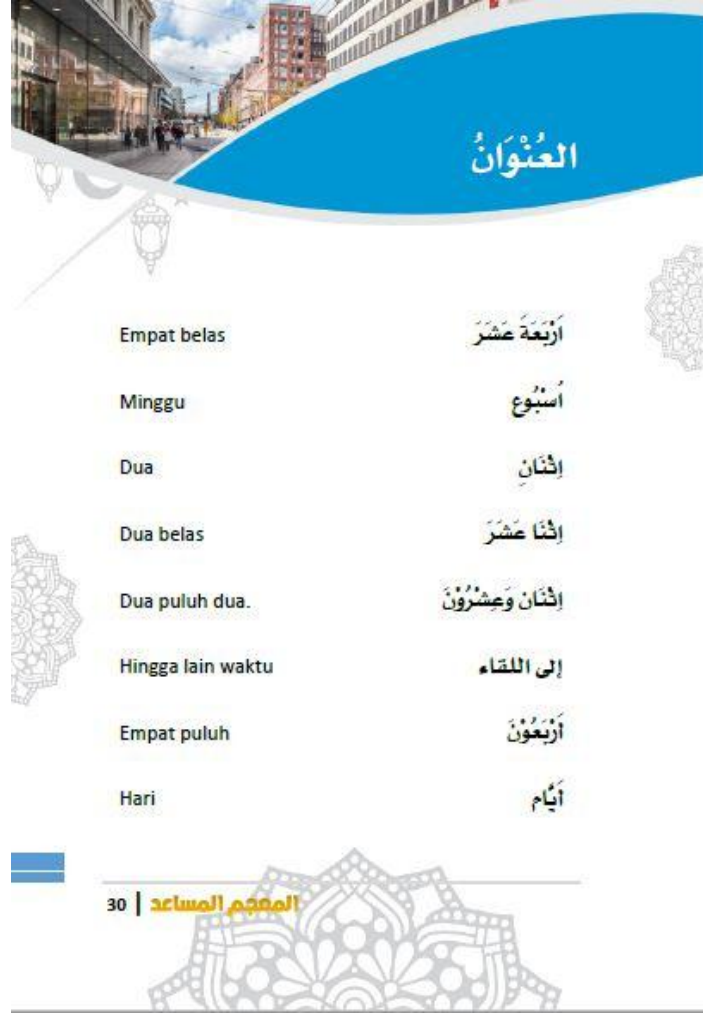 العُنْوَانُ
Empat belas اَرْبَعَةَ عَشَرَ
Minggu اُسْبُوع
Dua اِثْنَانِ
Dua belas اِثْنَا عَشَرَ
Dua puluh dua. اِثْنَان وَعِشْرُوْنَ
Hingga lain waktu إلى اللقاء
Empat puluh أَرْبَعُوْنَ
Hari أَيَّام
30 | المعجم المساعد